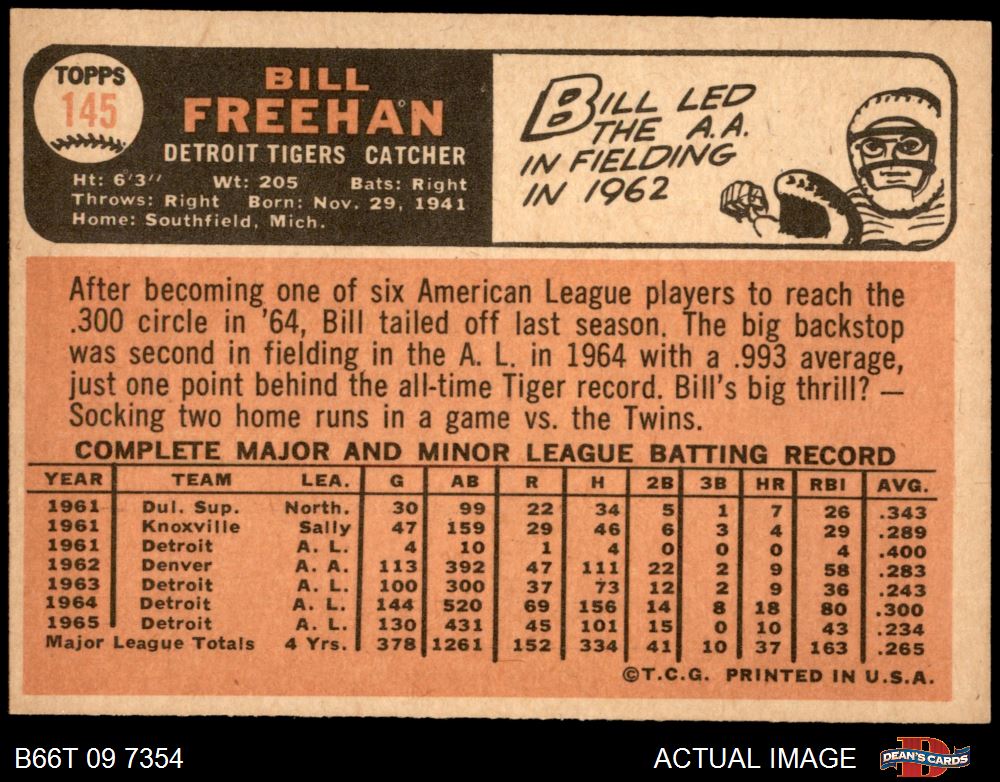 TOPPS
145
BILL
FREEHAN
DETROIT TIGERS CATCHER
Ht: 6'3" Wt: 205 Bats: Right
Throws: Right Born: Nov. 29, 1941
Home: Southfield, Mich.
BILL LED
THE A.A.
IN FIELDING
IN 1962
After becoming one of six American League players to reach the
.300 circle in '64, Bill tailed off last season. The big backstop
was second in fielding in the A. L. in 1964 with a .993 average,
just one point behind the all-time Tiger record. Bill's big thrill? —
Socking two home runs in a game vs. the Twins.
COMPLETE MAJOR AND MINOR LEAGUE BATTING RECORD
YEAR TEAM LEA. G AB R H 2B 3B HR RBI AVG.
1961 Dul. Sup. North. 30 99 22 34 5 1 7 26 .343
1961 Knoxville Sally 47 159 29 46 6 3 4 29 .289
1961 Detroit A. L. 4 10 1 4 0 0 0 4 .400
1962 Denver A. A. 113 392 47 111 22 2 9 58 .283
1963 Detroit A. L. 100 300 37 73 12 2 9 36 .243
1964 Detroit A. L. 144 520 69 156 14 8 18 80 .300
1965 Detroit A. L. 130 431 45 101 15 0 10 43 .234
Major League Totals 4 Yrs. 378 1261 152 334 41 10 37 163 .265
©T.C.G. PRINTED IN U.S.A.
B66T 09 7354 ACTUAL IMAGE DEAN'S CARDS